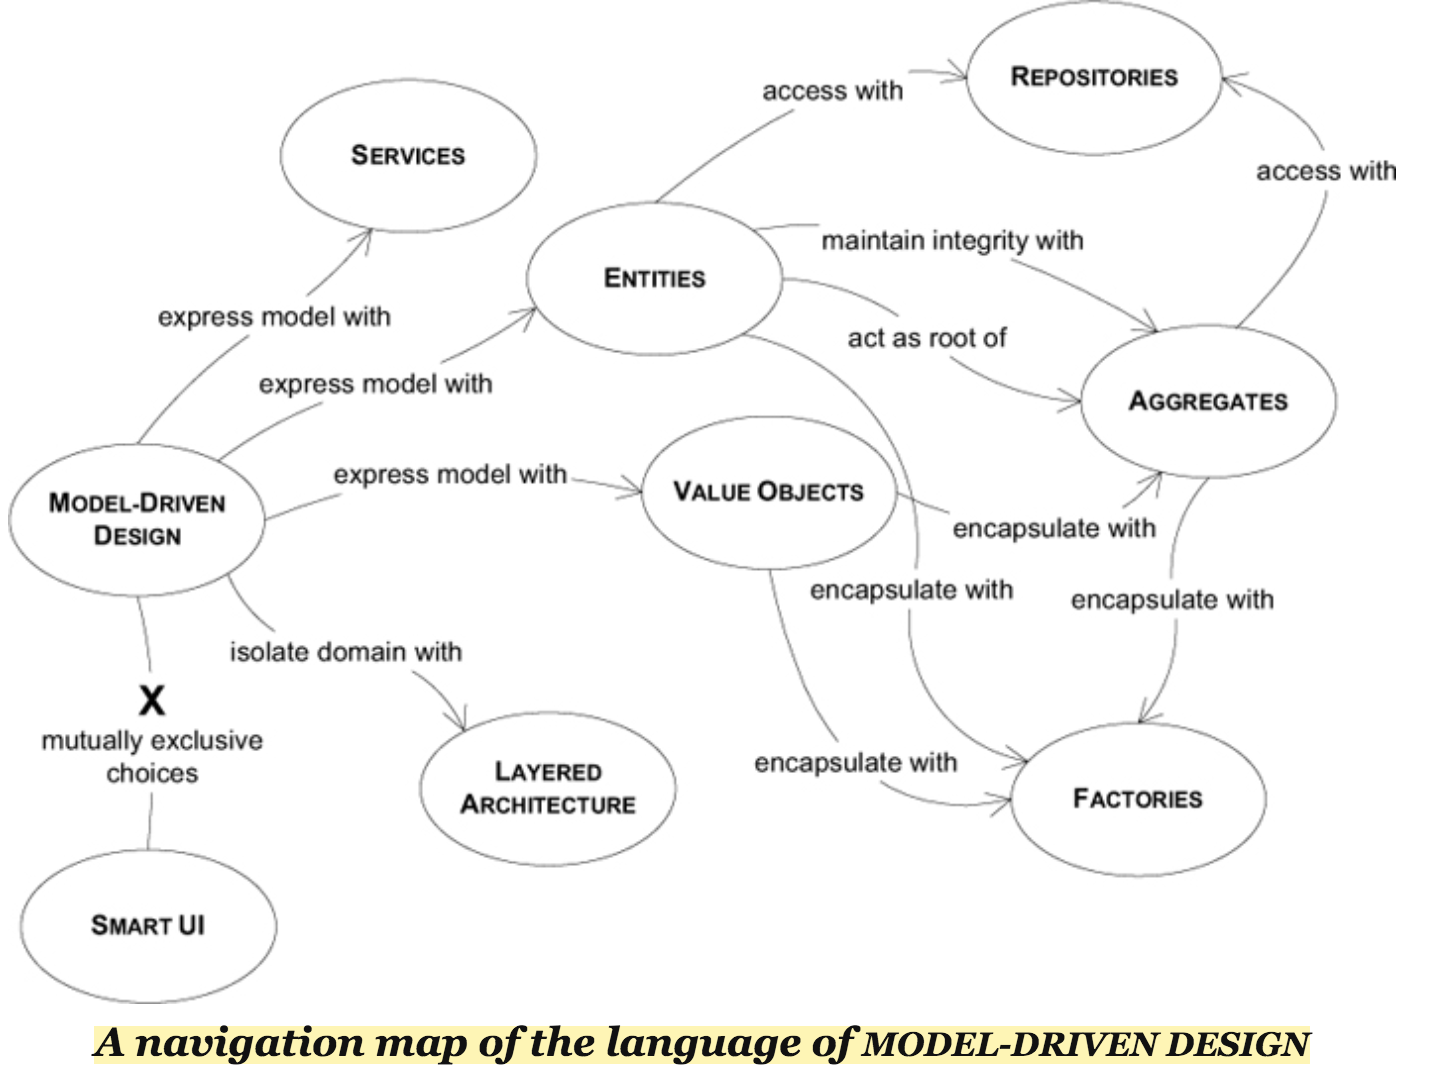 REPOSITORIES
access with
SERVICES
access with
maintain integrity with
ENTITIES
express model with
act as root of
express model with
AGGREGATES
express model with
VALUE OBJECTS
MODEL-DRIVEN
DESIGN
encapsulate with
encapsulate with
encapsulate with
isolate domain with
X
mutually exclusive
choices
encapsulate with
LAYERED
ARCHITECTURE
FACTORIES
SMART UI
A navigation map of the language of MODEL-DRIVEN DESIGN